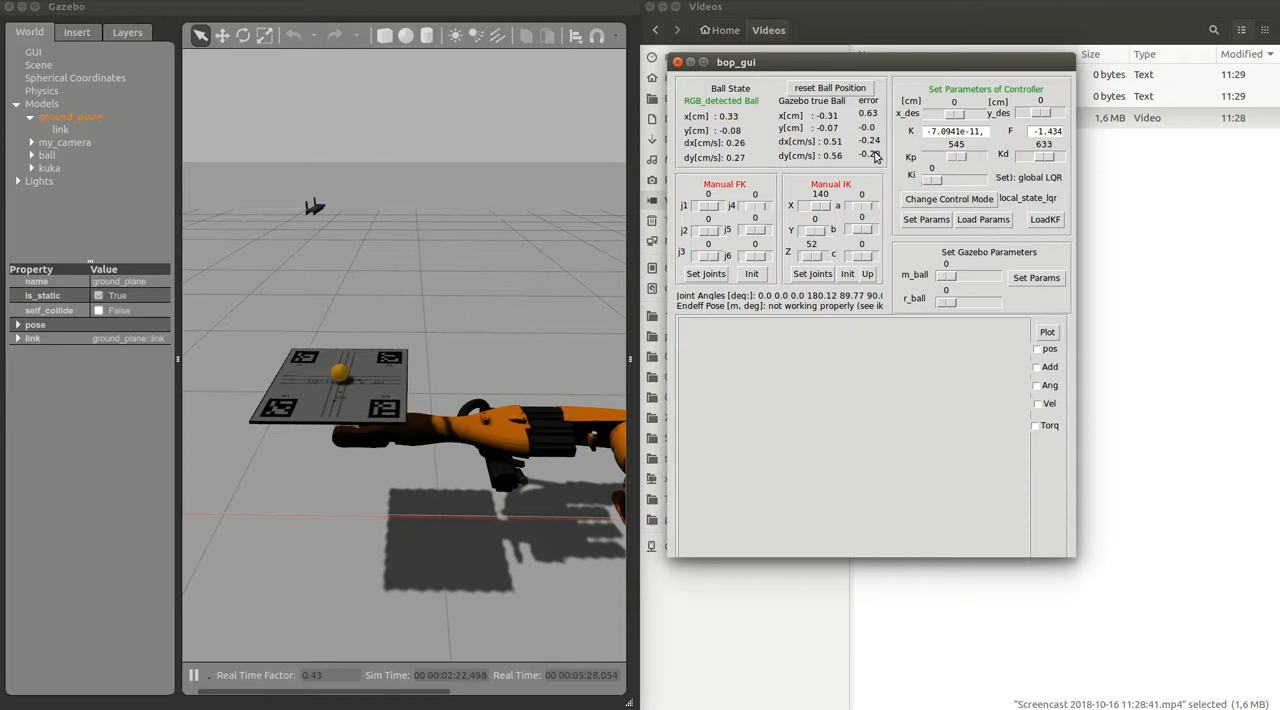 Gazebo
World Insert Layers
GUI
Scene
Spherical Coordinates
Models
ground_plane
link
my_camera
ball
kuka
Lights
Property Value
name ground_plane
is_static True
self_collide False
pose
link ground_plane::link
Real Time Factor: 0.43 Sim Time: 00 00:02:22.498 Real Time: 00 00:05:28.054
Videos
Home Videos
Size Type Modified
0 bytes Text 11:29
0 bytes Text 11:29
1,6 MB Video 11:28
bop_gui
Ball State reset Ball Position
RGB_detected Ball Gazebo true Ball error
x[cm] : 0.33 x[cm] : -0.31 0.63
y[cm] : -0.08 y[cm] : -0.07 -0.0
dx[cm/s]: 0.26 dx[cm/s]: 0.51 -0.24
dy[cm/s]: 0.27 dy[cm/s]: 0.56
Set Parameters of Controller
[cm] 0 [cm] 0
x_des y_des
K -7.0941e-11, F -1.434
545 633
Kp Kd
0
Ki Set): global LQR
Change Control Mode local_state_lqr
Set Params Load Params LoadKF
Manual FK
0 0
j1 j4
0 0
j2 j5
0 0
j3 j6
Set Joints Init
Manual IK
140 0
X a
0 0
Y b
52 0
Z c
Set Joints Init Up
Joint Angles [deg:]: 0.0 0.0 0.0 180.12 89.77 90.0
Endeff Pose [m, deg]: not working properly (see ik
Set Gazebo Parameters
0
m_ball Set Params
0
r_ball
Plot
pos
Add
Ang
Vel
Torq
"Screencast 2018-10-16 11:28:41.mp4" selected (1,6 MB)